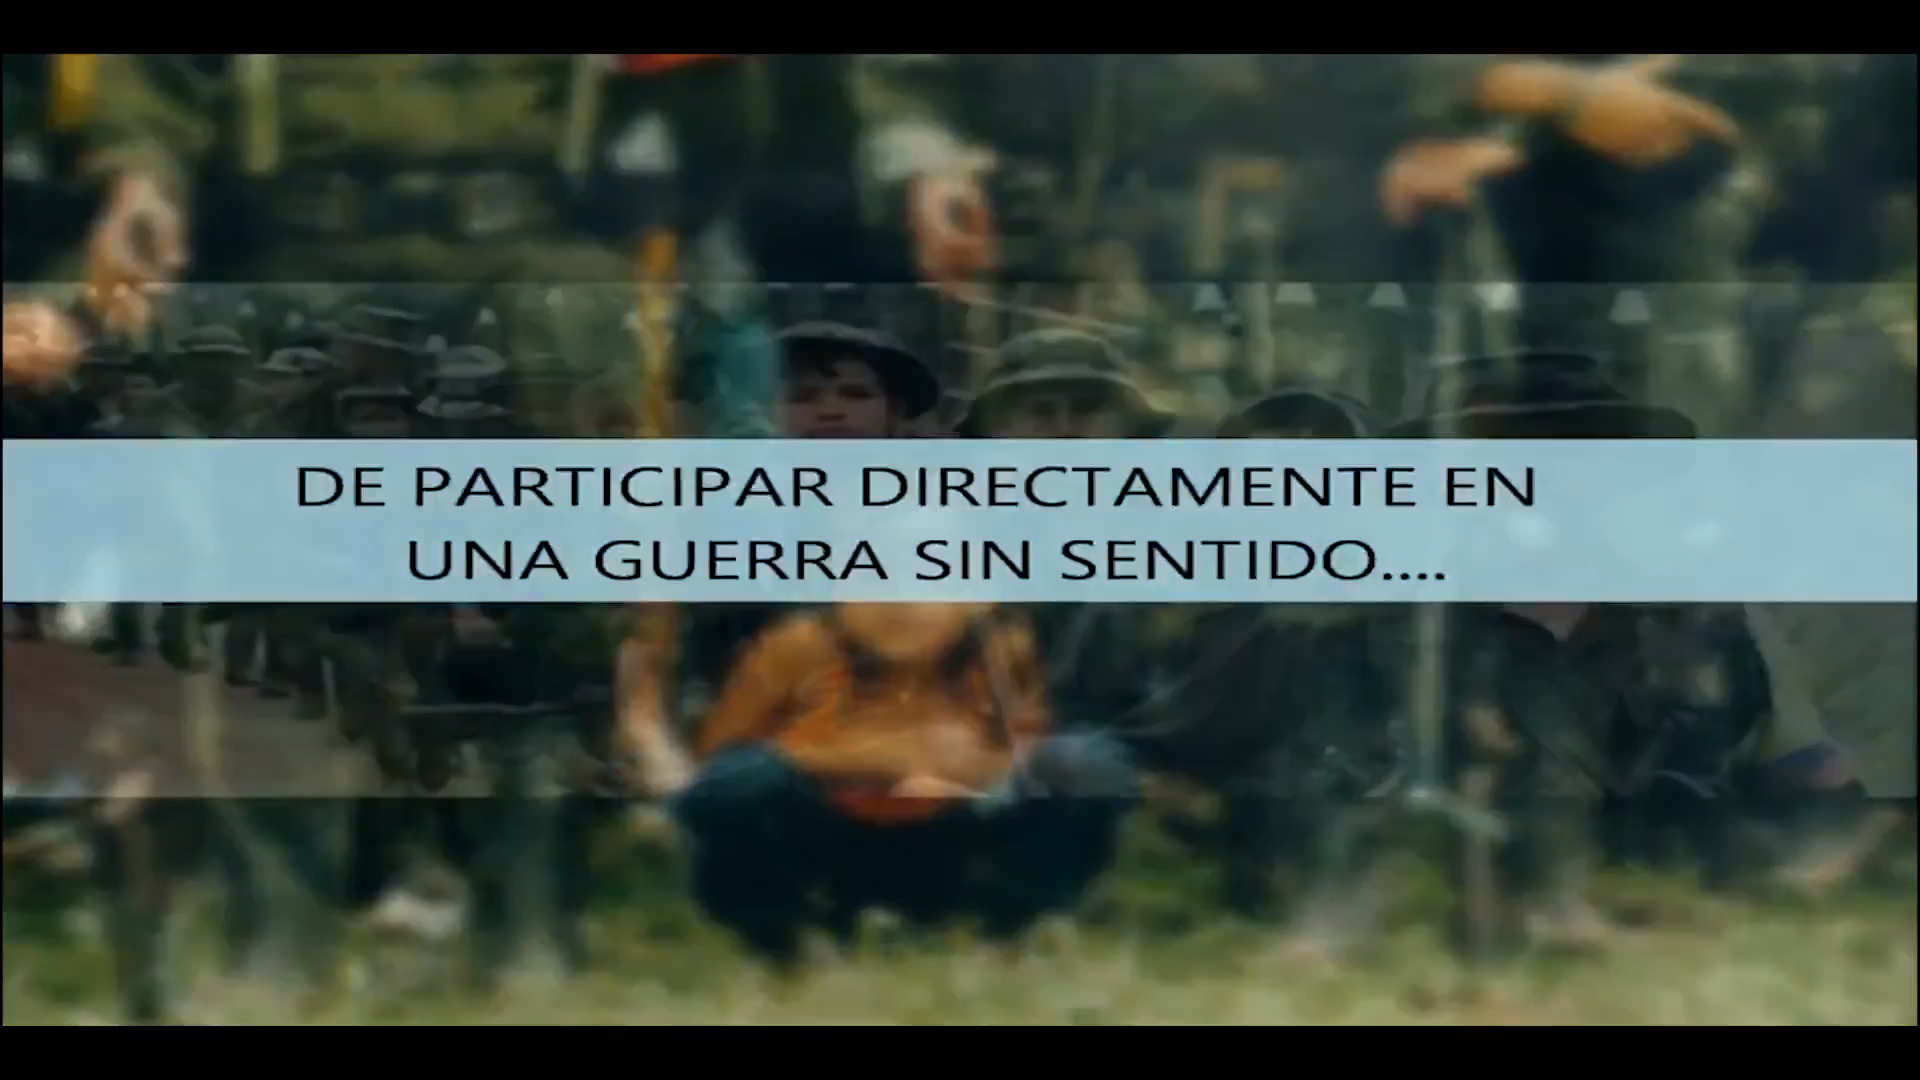 DE PARTICIPAR DIRECTAMENTE EN
UNA GUERRA SIN SENTIDO....